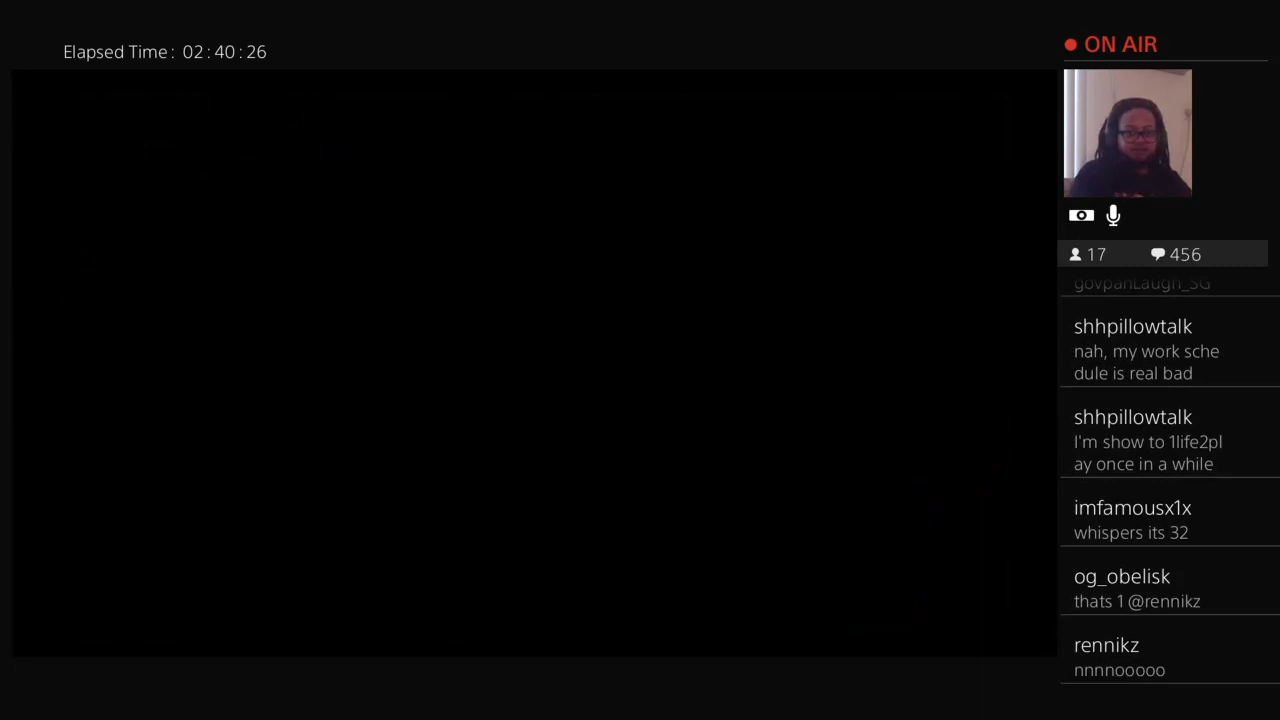 Elapsed Time: 02:40:26
ON AIR
17 456
govpanLaugh_SG
shhpillowtalk
nah, my work sche
dule is real bad
shhpillowtalk
I'm show to 1life2pl
ay once in a while
imfamousx1x
whispers its 32
og_obelisk
thats 1 @rennikz
rennikz
nnnnooooo